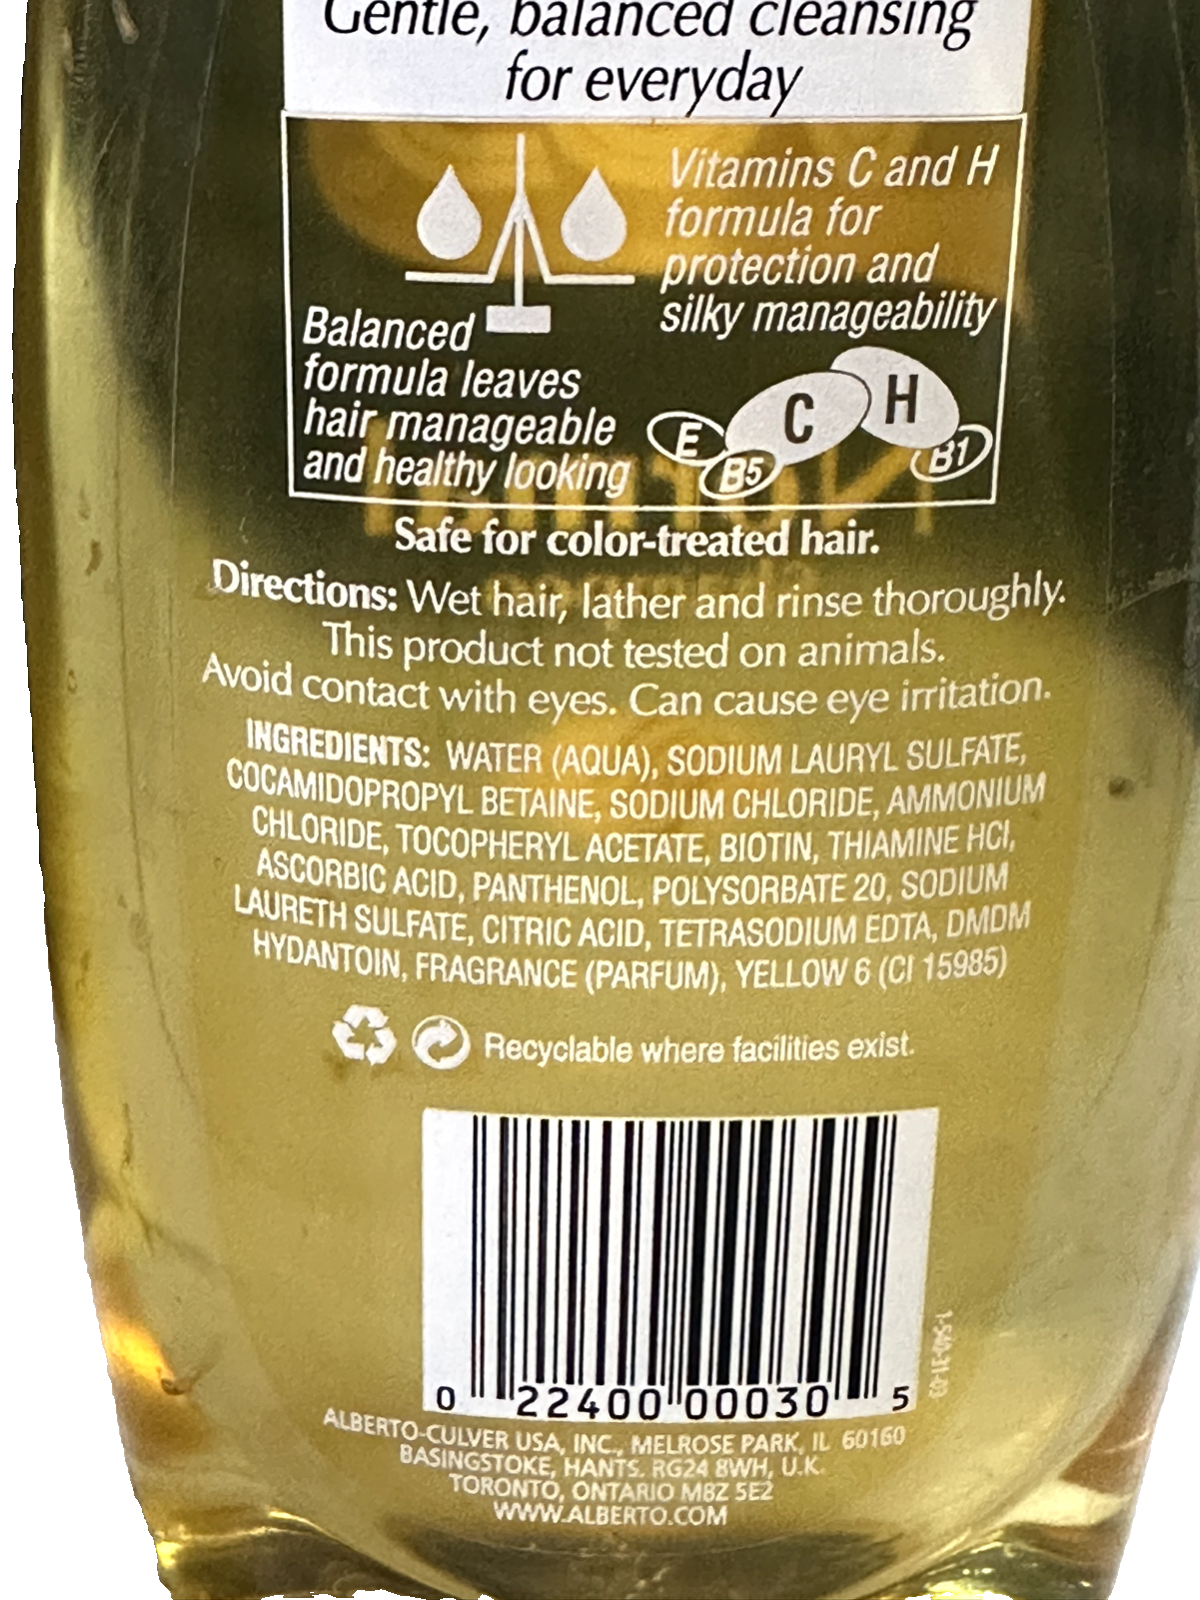 Gentle, balanced cleansing
for everyday
Vitamins C and H
formula for
protection and
silky manageability
Balanced
formula leaves
hair manageable
and healthy looking
E B5 C H B1
Safe for color-treated hair.
Directions: Wet hair, lather and rinse thoroughly.
This product not tested on animals.
Avoid contact with eyes. Can cause eye irritation.
INGREDIENTS: WATER (AQUA), SODIUM LAURYL SULFATE,
COCAMIDOPROPYL BETAINE, SODIUM CHLORIDE, AMMONIUM
CHLORIDE, TOCOPHERYL ACETATE, BIOTIN, THIAMINE HCl,
ASCORBIC ACID, PANTHENOL, POLYSORBATE 20, SODIUM
LAURETH SULFATE, CITRIC ACID, TETRASODIUM EDTA, DMDM
HYDANTOIN, FRAGRANCE (PARFUM), YELLOW 6 (CI 15985)
Recyclable where facilities exist.
1-540-31-03
0 22400 00030 5
ALBERTO-CULVER USA, INC., MELROSE PARK, IL 60160
BASINGSTOKE, HANTS. RG24 8WH, U.K.
TORONTO, ONTARIO M8Z 5E2
WWW.ALBERTO.COM